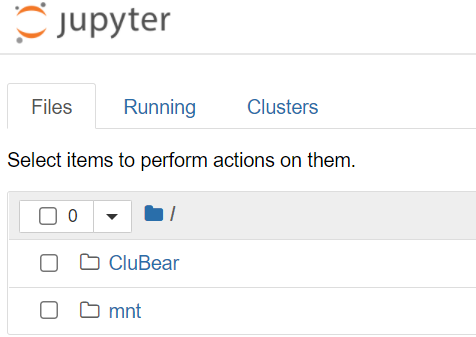 jupyter
Files Running Clusters
Select items to perform actions on them.
0 /
CluBear
mnt